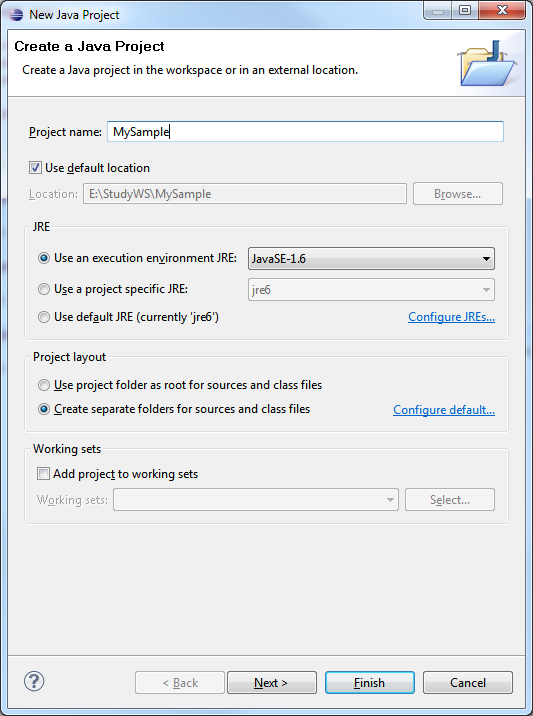 New Java Project
Create a Java Project
Create a Java project in the workspace or in an external location.
Project name: MySample
Use default location
Location: E:\StudyWS\MySample Browse...
JRE
Use an execution environment JRE: JavaSE-1.6
Use a project specific JRE: jre6
Use default JRE (currently 'jre6') Configure JREs...
Project layout
Use project folder as root for sources and class files
Create separate folders for sources and class files Configure default...
Working sets
Add project to working sets
Working sets: Select...
? < Back Next > Finish Cancel